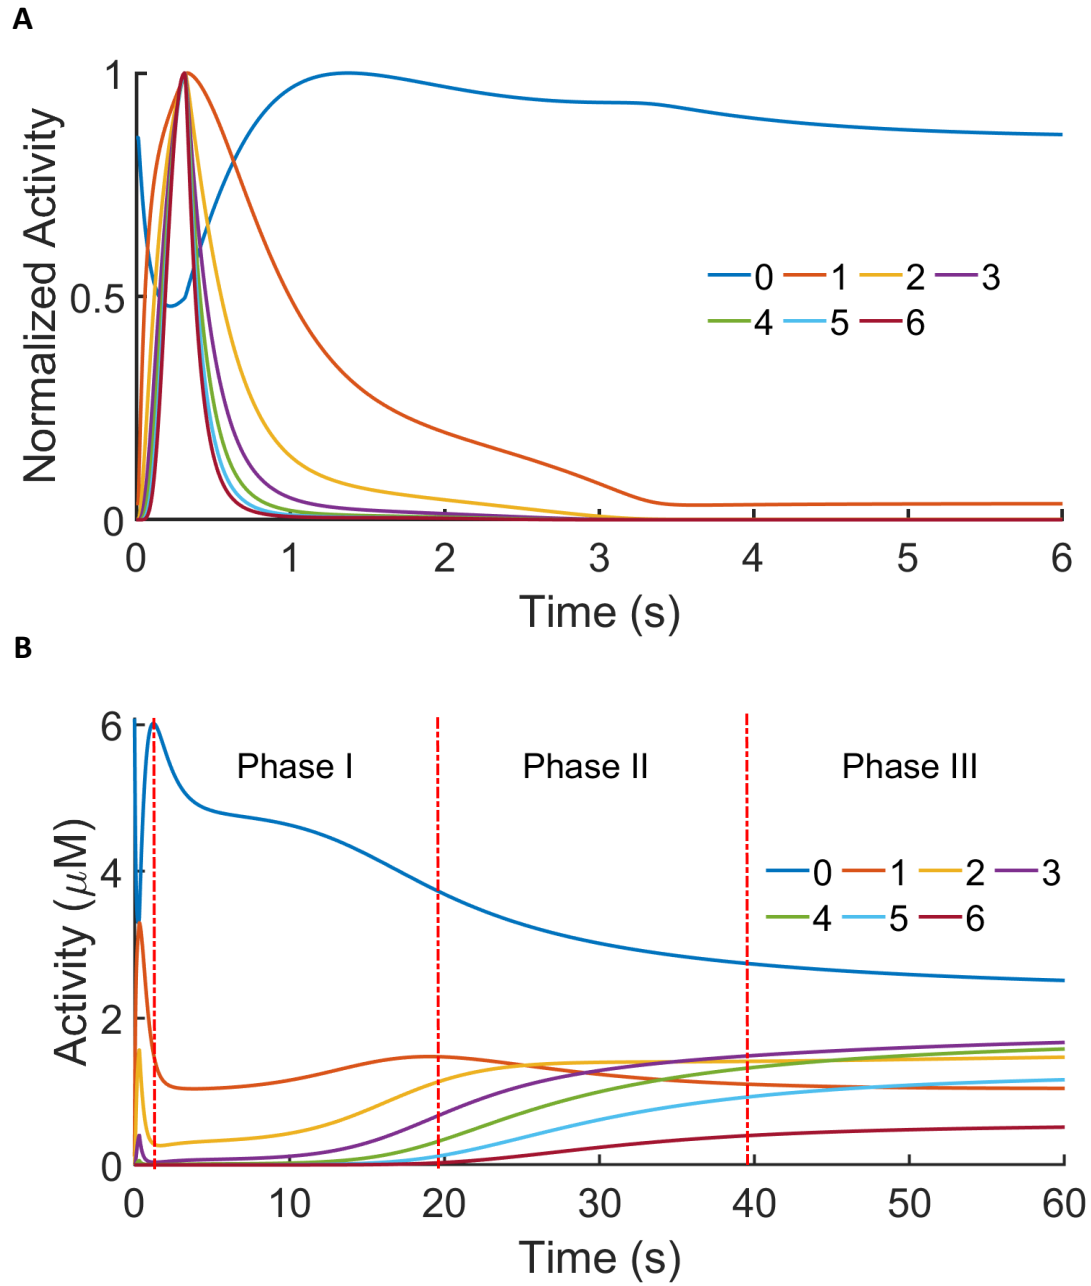 A
1
0.5
0
Normalized Activity
0 1 2 3
4 5 6
0 1 2 3 4 5 6
Time (s)
B
6
4
2
0
Activity (μM)
Phase I Phase II Phase III
0 1 2 3
4 5 6
0 10 20 30 40 50 60
Time (s)